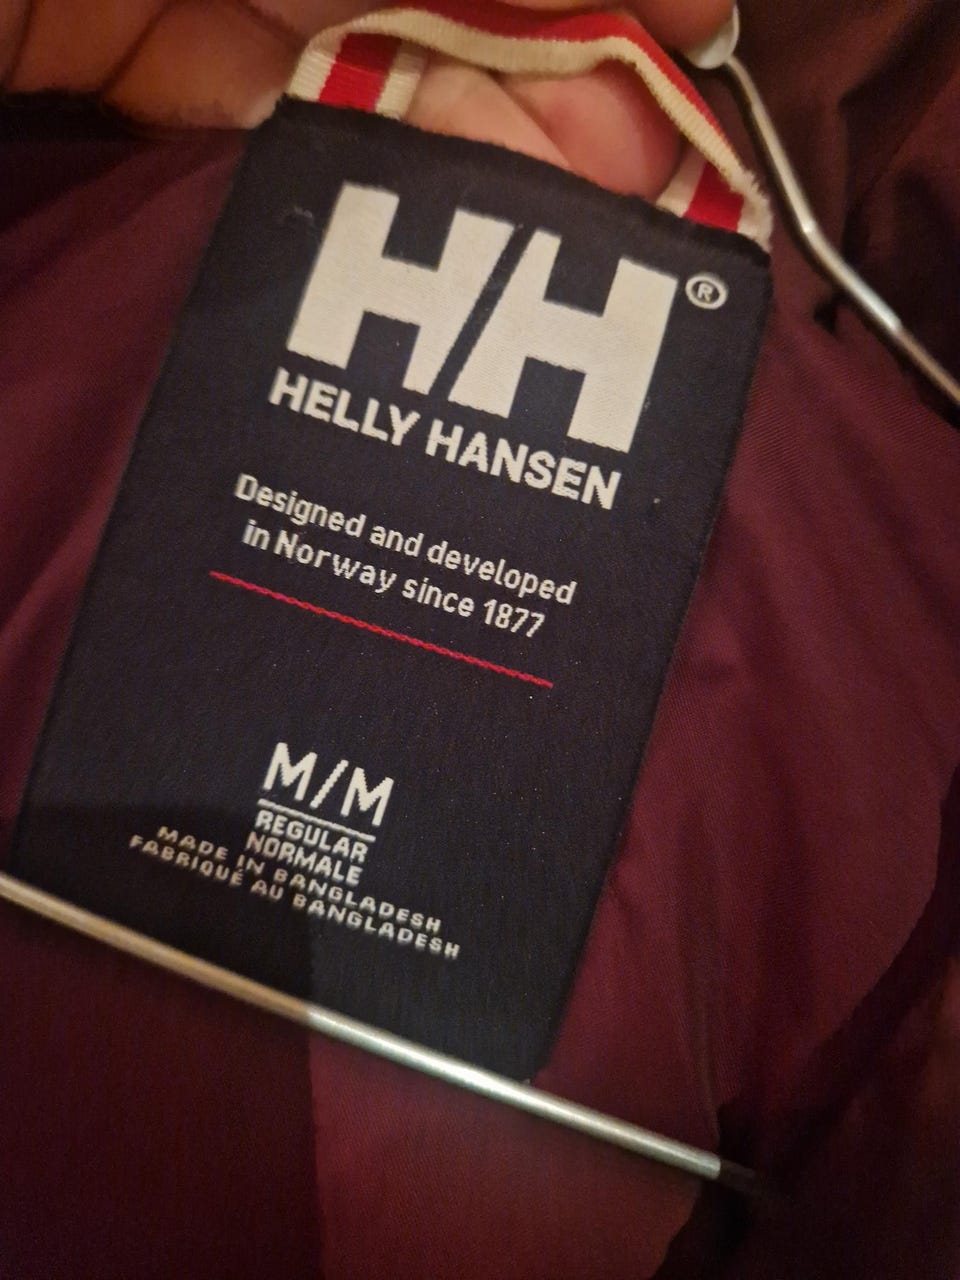 HH®
HELLY HANSEN
Designed and developed
in Norway since 1877
M/M
REGULAR
NORMALE
MADE IN BANGLADESH
FABRIQUÉ AU BANGLADESH